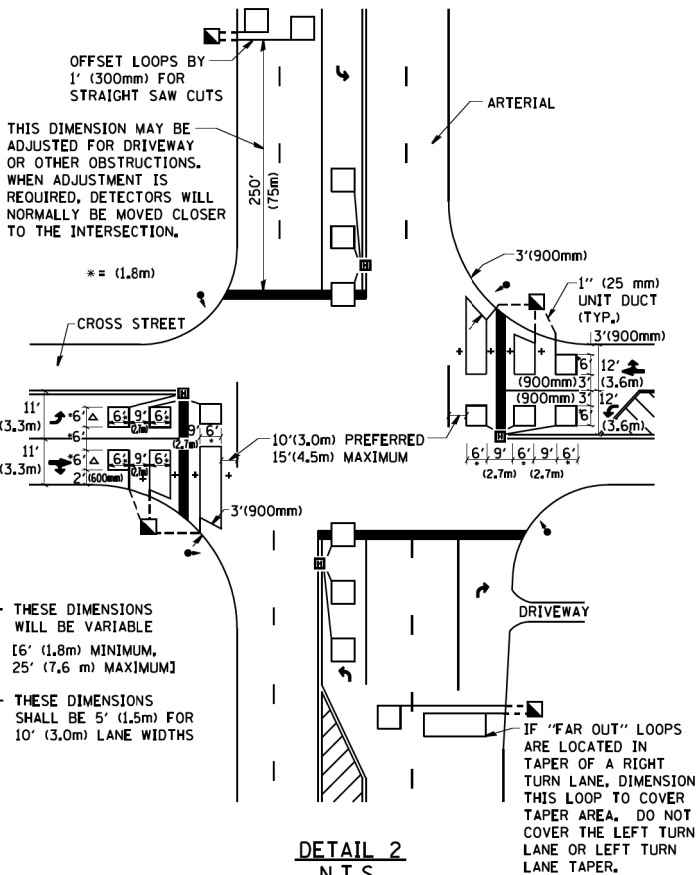 OFFSET LOOPS BY
1' (300mm) FOR
STRAIGHT SAW CUTS
ARTERIAL
THIS DIMENSION MAY BE
ADJUSTED FOR DRIVEWAY
OR OTHER OBSTRUCTIONS.
WHEN ADJUSTMENT IS
REQUIRED, DETECTORS WILL
NORMALLY BE MOVED CLOSER
TO THE INTERSECTION.
250'
(75m)
* = (1.8m)
3'(900mm)
1'' (25 mm)
UNIT DUCT
(TYP.)
CROSS STREET
3'(900mm)
*6'
12'
(3.6m)
(900mm) 3'
(900mm) 3'
*6'
12'
(3.6m)
6' 9' 6' 9' 6'
* (2.7m) * (2.7m) *
11'
(3.3m)
*6'
6' 9' 6'
(2.7m)
9' 6'
(2.7m) *
*6'
11'
(3.3m)
*6'
6' 9' 6'
(2.7m)
2' (600mm)
10'(3.0m) PREFERRED
15'(4.5m) MAXIMUM
3'(900mm)
THESE DIMENSIONS
WILL BE VARIABLE
[6' (1.8m) MINIMUM,
25' (7.6 m) MAXIMUM]
THESE DIMENSIONS
SHALL BE 5' (1.5m) FOR
10' (3.0m) LANE WIDTHS
DRIVEWAY
IF "FAR OUT" LOOPS
ARE LOCATED IN
TAPER OF A RIGHT
TURN LANE, DIMENSION
THIS LOOP TO COVER
TAPER AREA. DO NOT
COVER THE LEFT TURN
LANE OR LEFT TURN
LANE TAPER.
DETAIL 2
N.T.S.